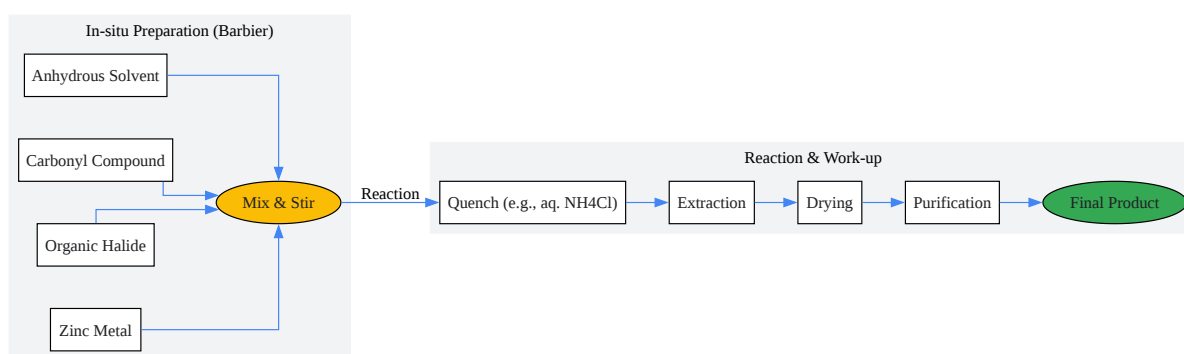 In-situ Preparation (Barbier)
Anhydrous Solvent
Carbonyl Compound
Organic Halide
Zinc Metal
Mix & Stir
Reaction
Reaction & Work-up
Quench (e.g., aq. NH4Cl)
Extraction
Drying
Purification
Final Product